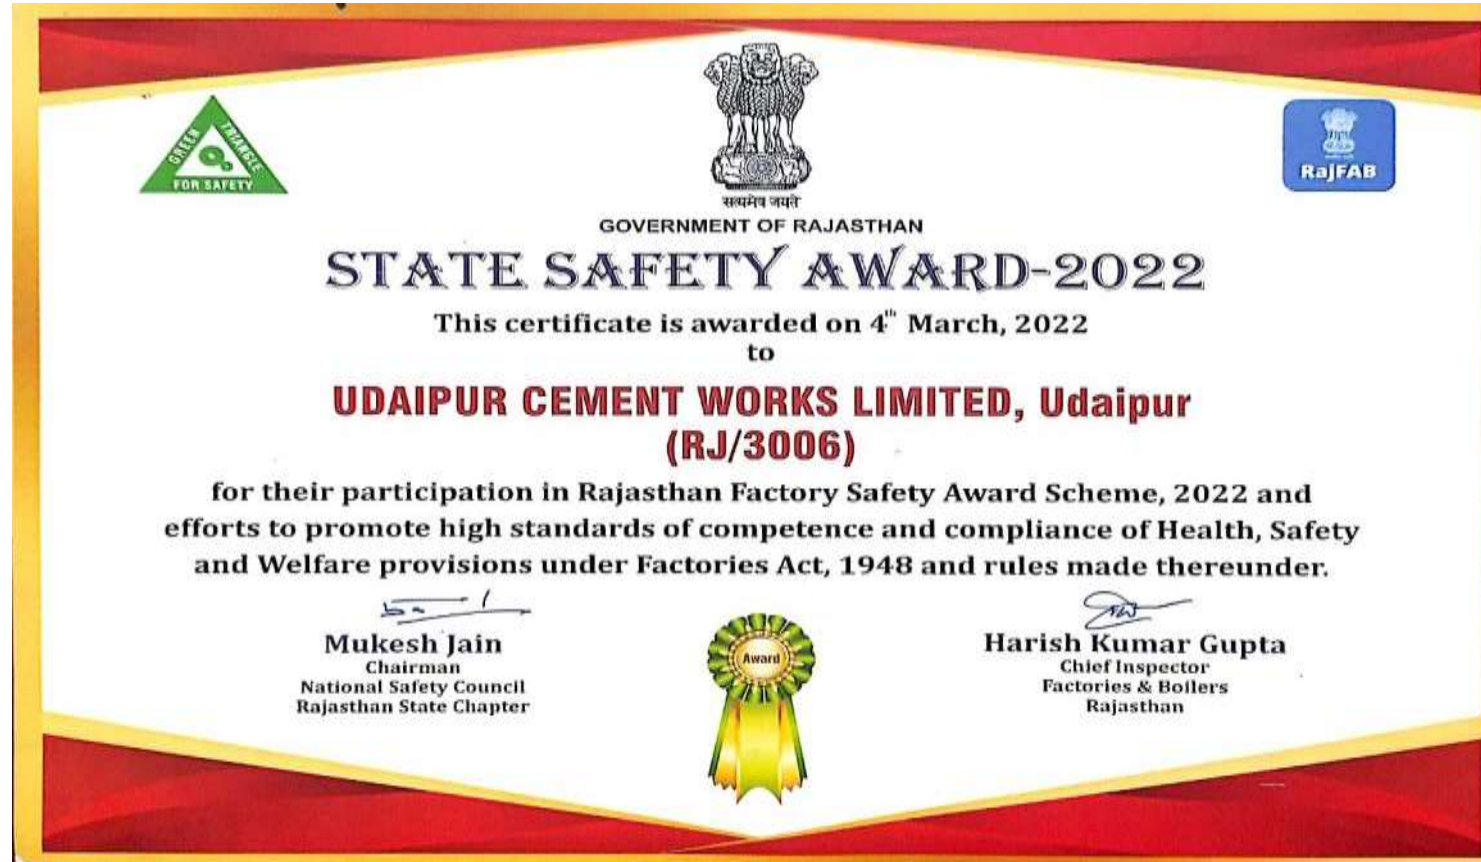 GREEN TRIANGLE
FOR SAFETY
RajFAB
सत्यमेव जयते
GOVERNMENT OF RAJASTHAN
STATE SAFETY AWARD-2022
This certificate is awarded on 4th March, 2022
to
UDAIPUR CEMENT WORKS LIMITED, Udaipur
(RJ/3006)
for their participation in Rajasthan Factory Safety Award Scheme, 2022 and
efforts to promote high standards of competence and compliance of Health, Safety
and Welfare provisions under Factories Act, 1948 and rules made thereunder.
Mukesh Jain
Chairman
National Safety Council
Rajasthan State Chapter
Award
Harish Kumar Gupta
Chief Inspector
Factories & Boilers
Rajasthan